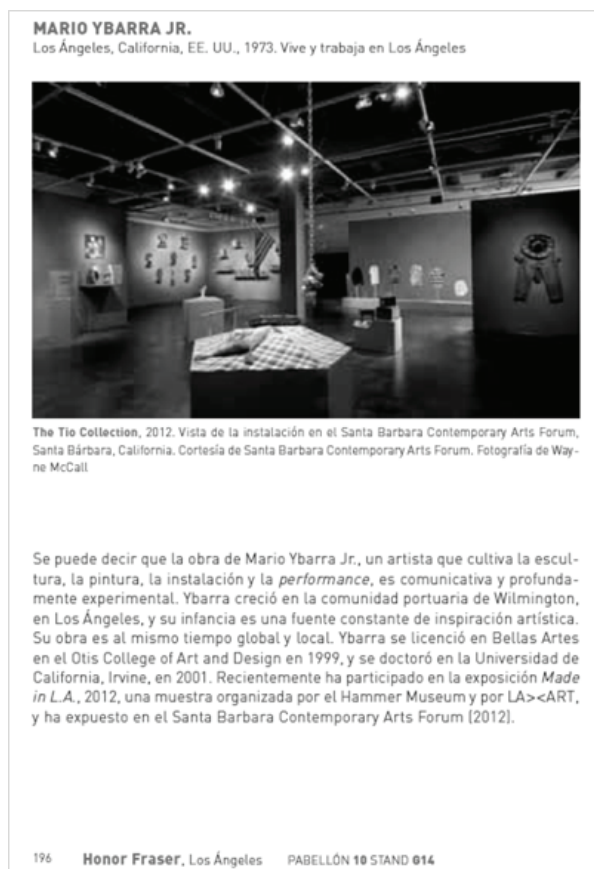 MARIO YBARRA JR.
Los Ángeles, California, EE. UU., 1973. Vive y trabaja en Los Ángeles
The Tio Collection, 2012. Vista de la instalación en el Santa Barbara Contemporary Arts Forum,
Santa Bárbara, California. Cortesía de Santa Barbara Contemporary Arts Forum. Fotografía de Way-
ne McCall
Se puede decir que la obra de Mario Ybarra Jr., un artista que cultiva la escul-
tura, la pintura, la instalación y la performance, es comunicativa y profunda-
mente experimental. Ybarra creció en la comunidad portuaria de Wilmington,
en Los Ángeles, y su infancia es una fuente constante de inspiración artística.
Su obra es al mismo tiempo global y local. Ybarra se licenció en Bellas Artes
en el Otis College of Art and Design en 1999, y se doctoró en la Universidad de
California, Irvine, en 2001. Recientemente ha participado en la exposición Made
in L.A., 2012, una muestra organizada por el Hammer Museum y por LA><ART,
y ha expuesto en el Santa Barbara Contemporary Arts Forum (2012).
196 Honor Fraser, Los Ángeles PABELLÓN 10 STAND G14